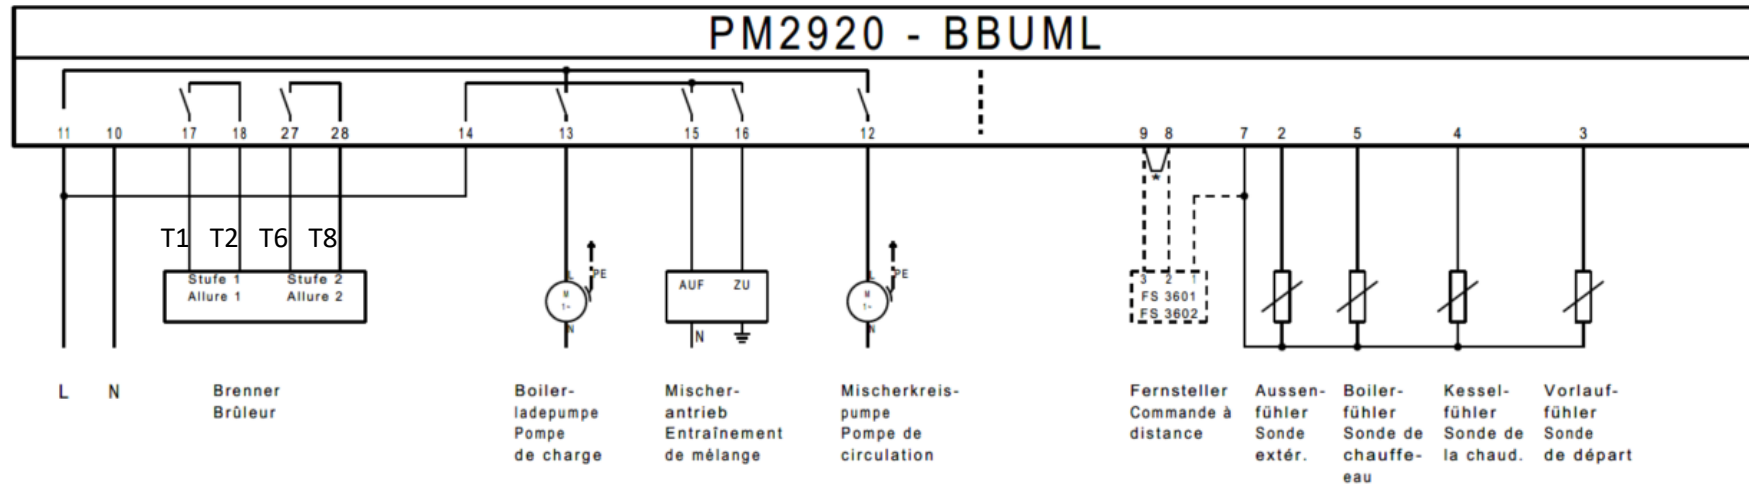 PM2920 - BBUML
11 10 17 18 27 28 14 13 15 16 12 9 8 7 2 5 4 3
*
T1 T2 T6 T8
Stufe 1 Stufe 2
Allure 1 Allure 2
L PE
M
1~
N
AUF ZU
N
L PE
M
1~
N
3 2 1
FS 3601
FS 3602
L
N
Brenner
Brûleur
Boiler-
ladepumpe
Pompe
de charge
Mischer-
antrieb
Entraînement
de mélange
Mischerkreis-
pumpe
Pompe de
circulation
Fernsteller
Commande à
distance
Aussen-
fühler
Sonde
extér.
Boiler-
fühler
Sonde de
chauffe-
eau
Kessel-
fühler
Sonde de
la chaud.
Vorlauf-
fühler
Sonde
de départ